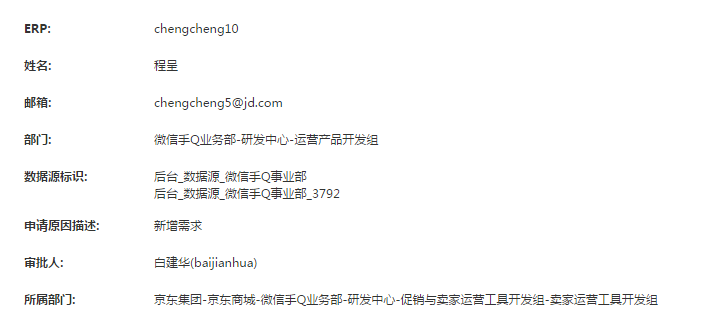 ERP: chengcheng10
姓名: 程呈
邮箱: chengcheng5@jd.com
部门: 微信手Q业务部-研发中心-运营产品开发组
数据源标识: 后台_数据源_微信手Q事业部
后台_数据源_微信手Q事业部_3792
申请原因描述: 新增需求
审批人: 白建华(baijianhua)
所属部门: 京东集团-京东商城-微信手Q业务部-研发中心-促销与卖家运营工具开发组-卖家运营工具开发组